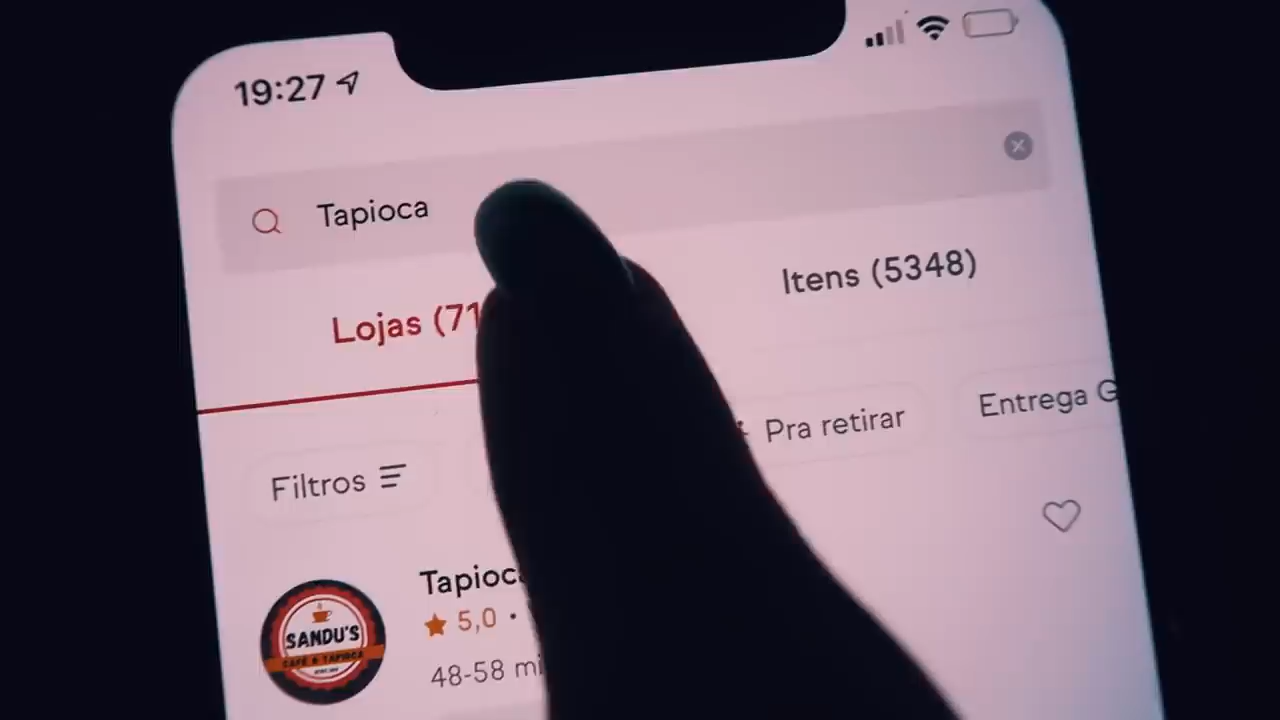 19:27
Tapioca
Lojas (71
Itens (5348)
Filtros
Pra retirar
Entrega G
Tapioca
5,0 ·
48-58 mi
SANDU'S
CAFÉ & TAPIOCA